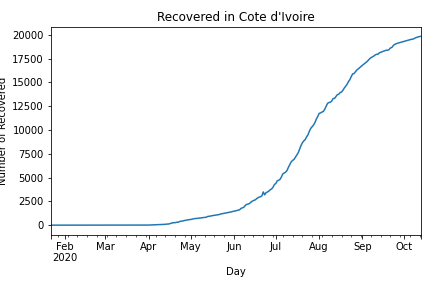 Recovered in Cote d'Ivoire
20000
17500
15000
12500
10000
7500
5000
2500
0
Number of Recovered
Feb Mar Apr May Jun Jul Aug Sep Oct
2020
Day